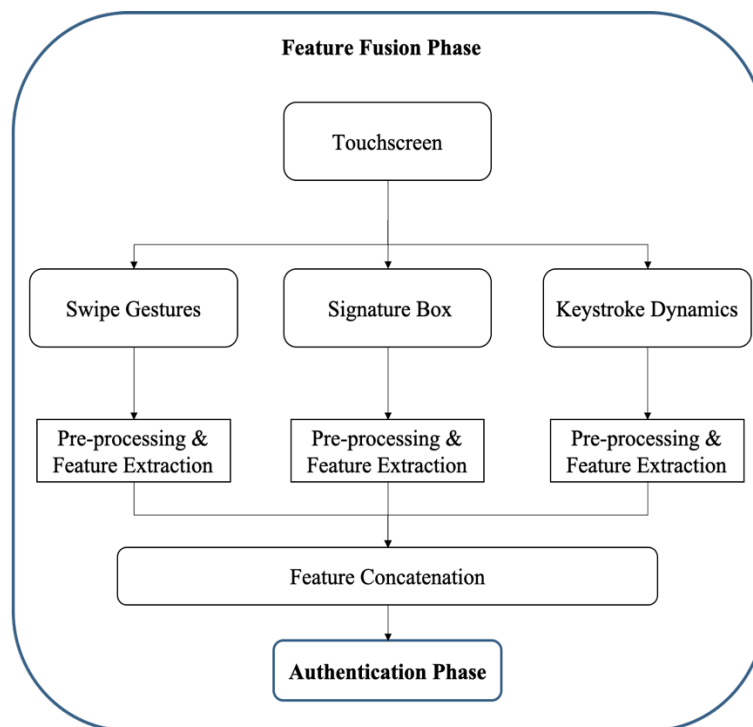 Feature Fusion Phase
Touchscreen
Swipe Gestures
Signature Box
Keystroke Dynamics
Pre-processing &
Feature Extraction
Pre-processing &
Feature Extraction
Pre-processing &
Feature Extraction
Feature Concatenation
Authentication Phase